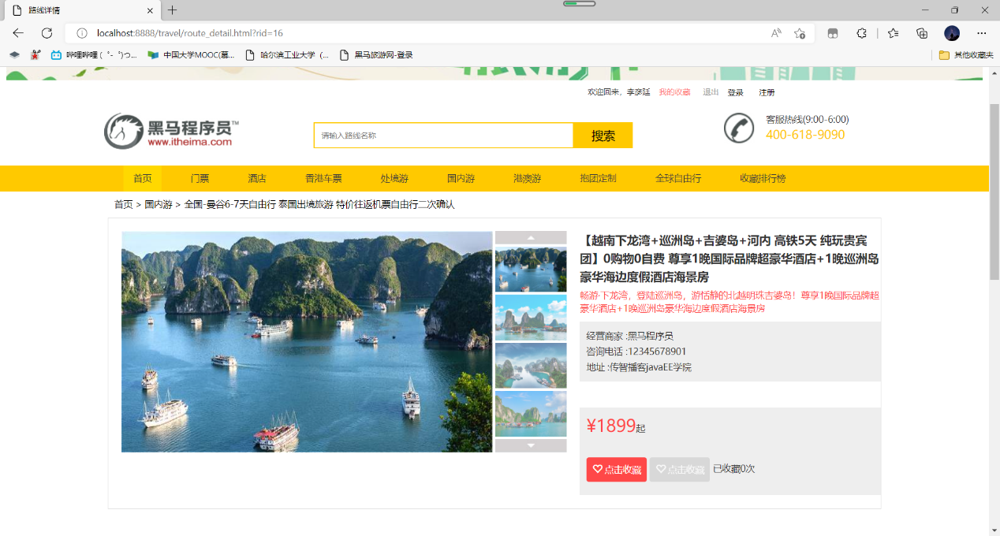 路线详情
localhost:8888/travel/route_detail.html?rid=16
哔哩哔哩 (゜-゜)つ...
中国大学MOOC(慕...
哈尔滨工业大学（...
黑马旅游网-登录
其他收藏夹
欢迎回来，李彦廷 我的收藏 退出 登录 注册
黑马程序员™
www.itheima.com
请输入路线名称
搜索
客服热线(9:00-6:00)
400-618-9090
首页 门票 酒店 香港车票 处境游 国内游 港澳游 抱团定制 全球自由行 收藏排行榜
首页 > 国内游 > 全国-曼谷6-7天自由行 泰国出境旅游 特价往返机票自由行二次确认
【越南下龙湾+巡洲岛+吉婆岛+河内 高铁5天 纯玩贵宾
团】0购物0自费 尊享1晚国际品牌超豪华酒店+1晚巡洲岛
豪华海边度假酒店海景房
畅游·下龙湾，登陆巡洲岛，游恬静的北越明珠吉婆岛！尊享1晚国际品牌超
豪华酒店+1晚巡洲岛豪华海边度假酒店海景房
经营商家 :黑马程序员
咨询电话 :12345678901
地址 :传智播客javaEE学院
¥1899起
点击收藏 点击收藏 已收藏0次